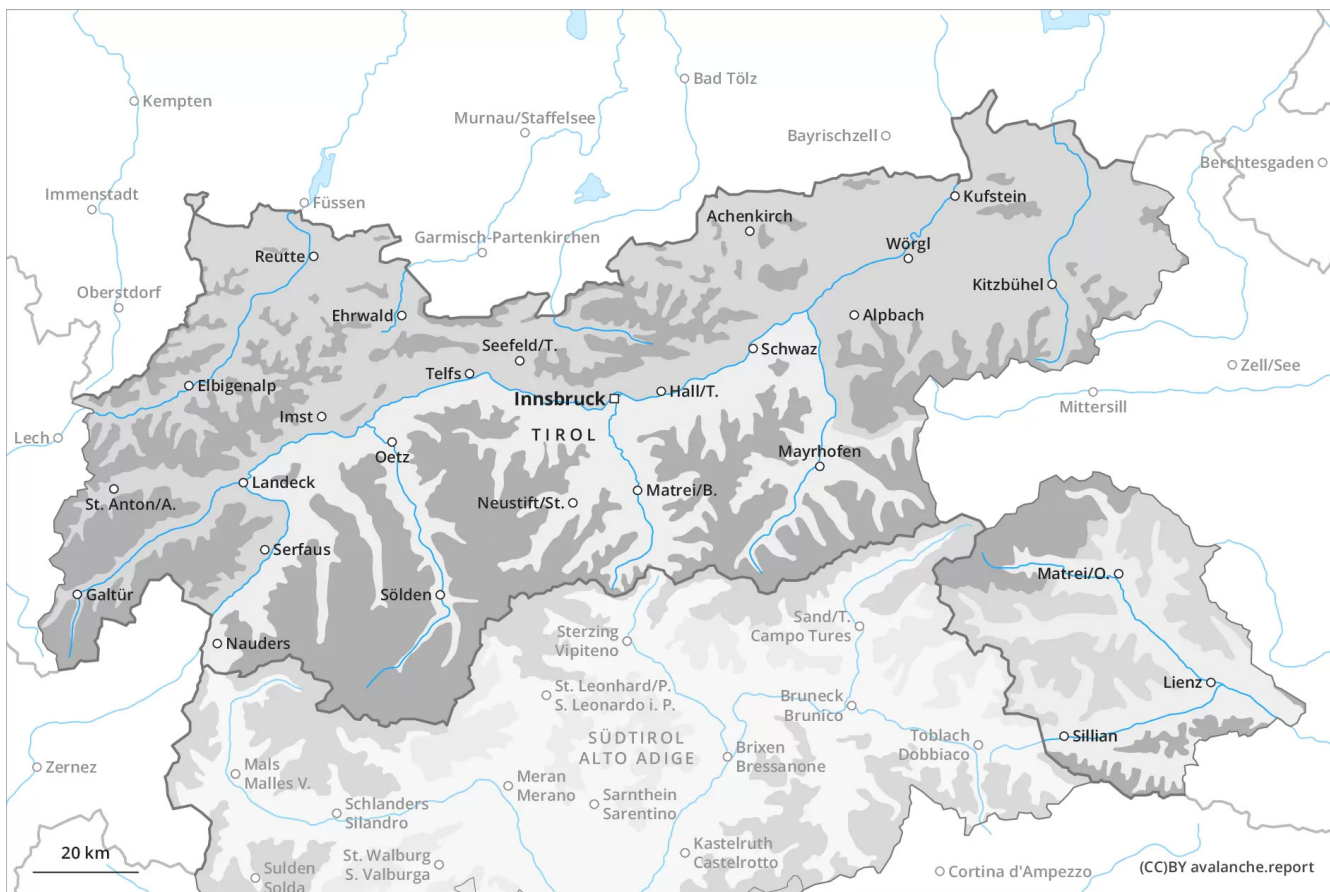 Bad Tölz
Kempten
Murnau/Staffelsee
Bayrischzell
Berchtesgaden
Immenstadt
Füssen
Kufstein
Achenkirch
Garmisch-Partenkirchen
Wörgl
Reutte
Kitzbühel
Oberstdorf
Ehrwald
Alpbach
Seefeld/T.
Schwaz
Zell/See
Telfs
Elbigenalp
Innsbruck
Hall/T.
Mittersill
Imst
TIROL
Lech
Oetz
Mayrhofen
Landeck
Matrei/B.
St. Anton/A.
Neustift/St.
Serfaus
Matrei/O.
Galtür
Sölden
Sand/T.
Campo Tures
Sterzing
Vipiteno
Nauders
Lienz
St. Leonhard/P.
S. Leonardo i. P.
Bruneck
Brunico
SÜDTIROL
ALTO ADIGE
Toblach
Dobbiaco
Sillian
Brixen
Bressanone
Zernez
Mals
Malles V.
Meran
Merano
Sarnthein
Sarentino
Schlanders
Silandro
Kastelruth
Castelrotto
20 km
St. Walburg
S. Valburga
Sulden
Solda
Cortina d'Ampezzo
(CC)BY avalanche.report